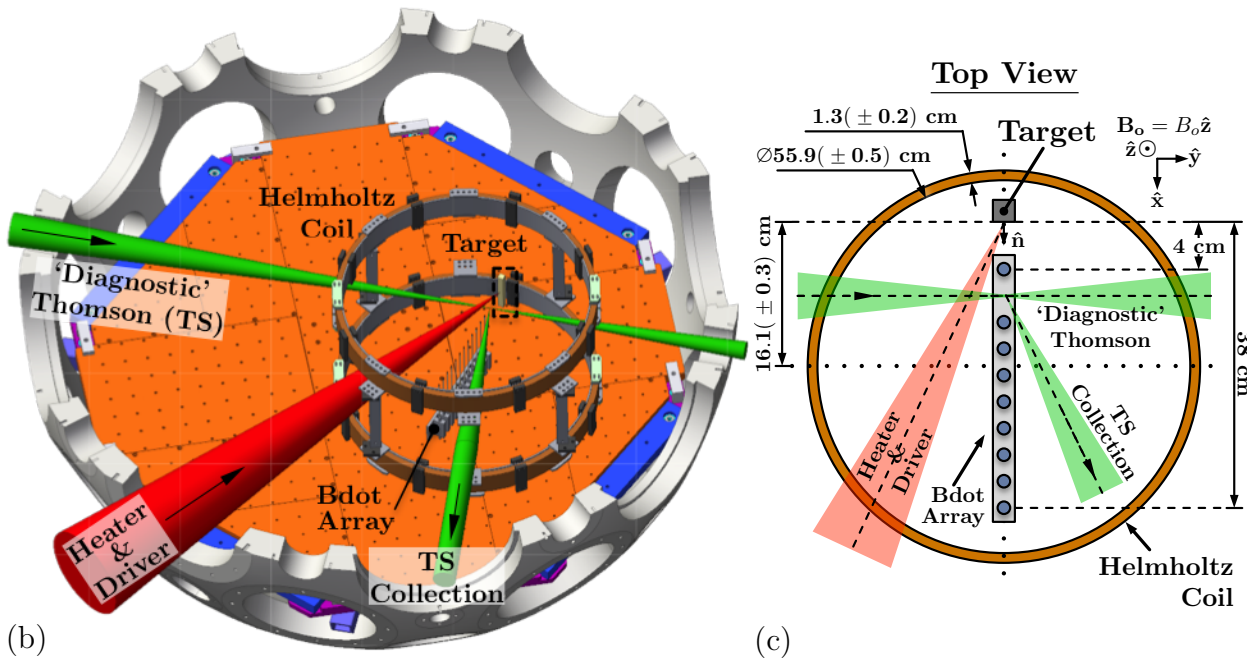 Helmholtz
Coil
Target
‘Diagnostic’
Thomson (TS)
Bdot
Array
Heater
&
Driver
TS
Collection
(b)
Top View
1.3( ± 0.2) cm
Target
B₀ = B₀ẑ
ẑ⊙
ŷ
x̂
∅55.9( ± 0.5) cm
n̂
4 cm
16.1( ± 0.3) cm
‘Diagnostic’
Thomson
38 cm
TS
Collection
Heater
&
Driver
Bdot
Array
Helmholtz
Coil
(c)